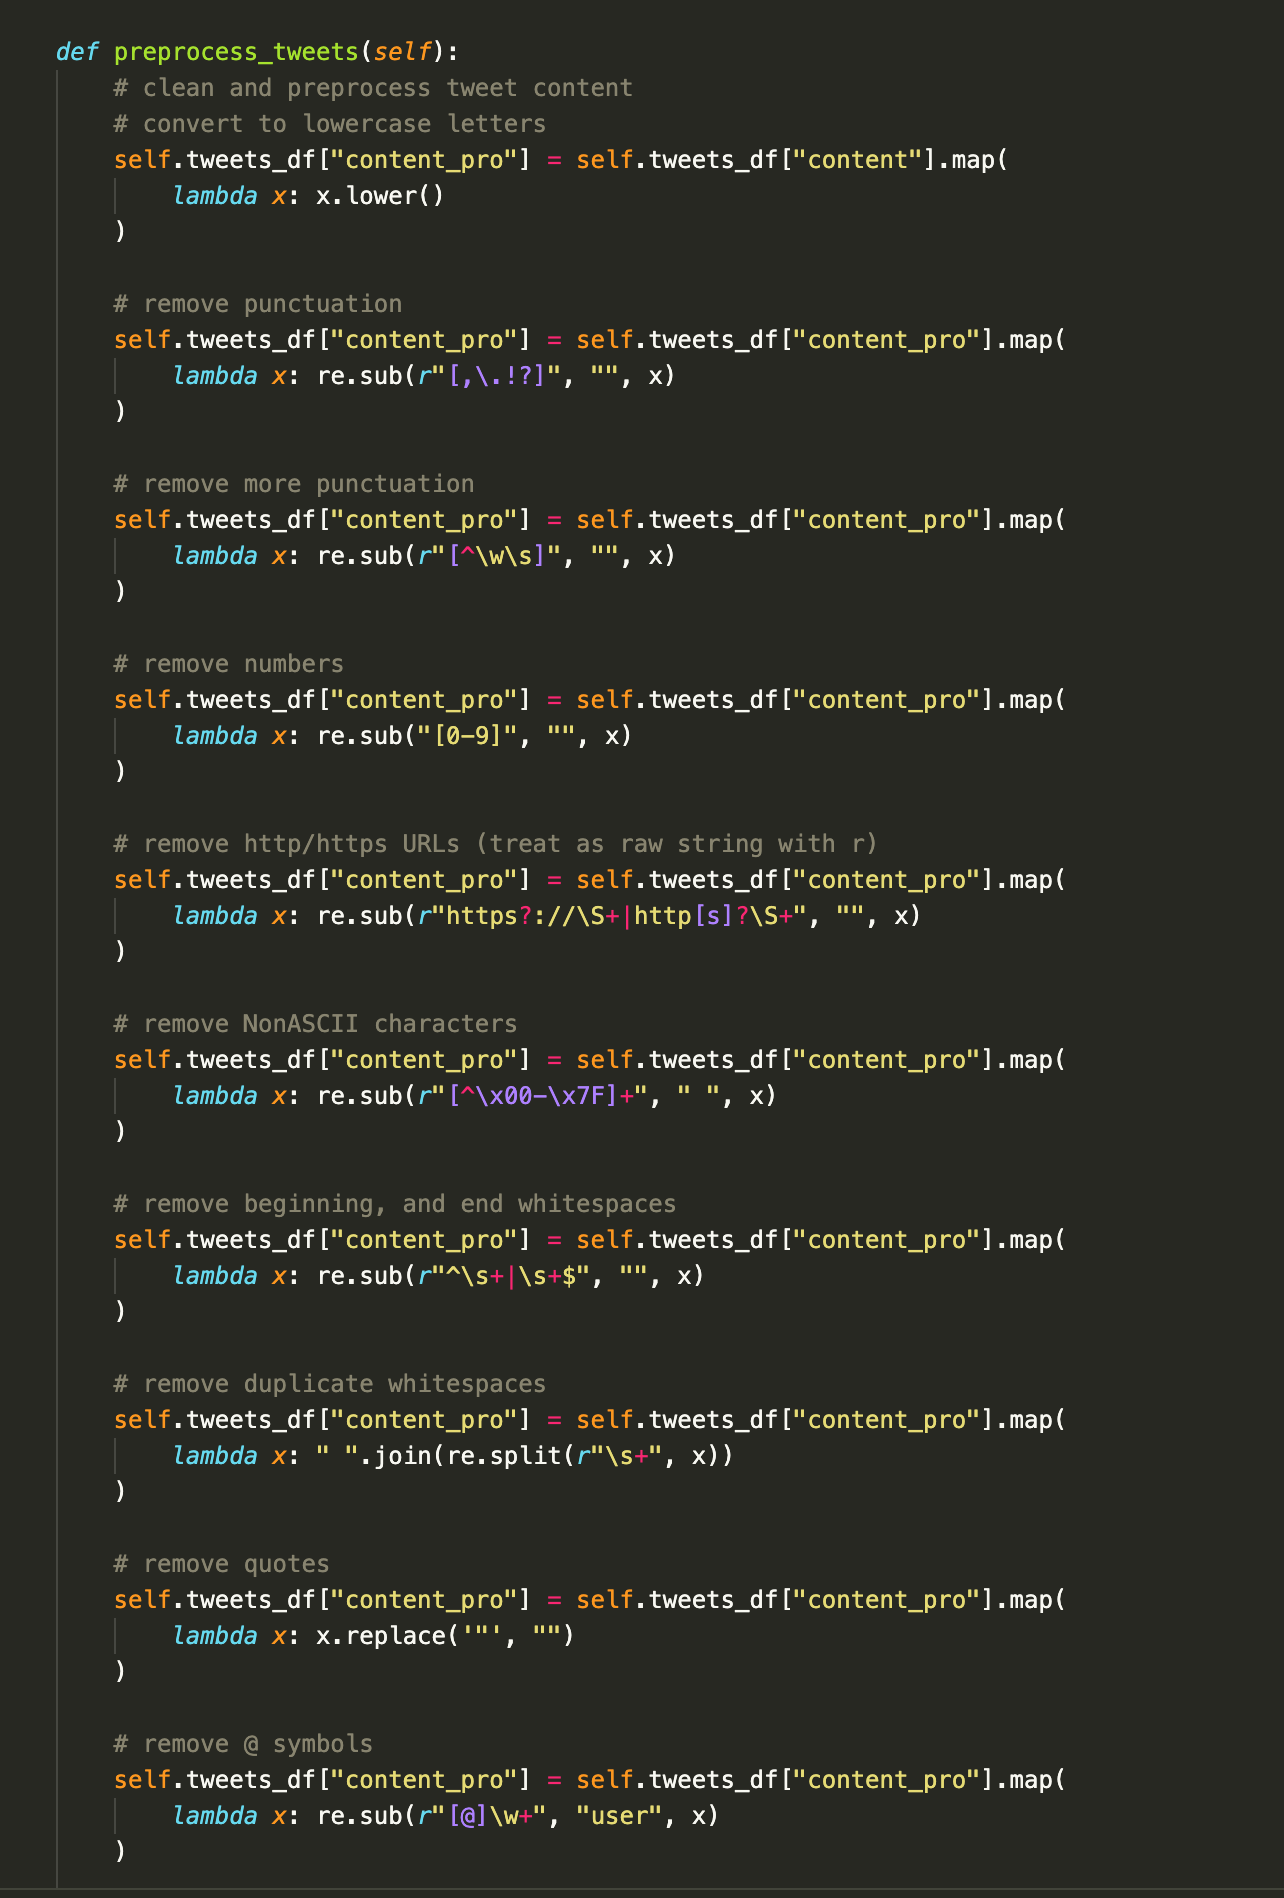 def preprocess_tweets(self):
    # clean and preprocess tweet content
    # convert to lowercase letters
    self.tweets_df["content_pro"] = self.tweets_df["content"].map(
        lambda x: x.lower()
    )

    # remove punctuation
    self.tweets_df["content_pro"] = self.tweets_df["content_pro"].map(
        lambda x: re.sub(r"[,\.!?]", "", x)
    )

    # remove more punctuation
    self.tweets_df["content_pro"] = self.tweets_df["content_pro"].map(
        lambda x: re.sub(r"[^\w\s]", "", x)
    )

    # remove numbers
    self.tweets_df["content_pro"] = self.tweets_df["content_pro"].map(
        lambda x: re.sub("[0-9]", "", x)
    )

    # remove http/https URLs (treat as raw string with r)
    self.tweets_df["content_pro"] = self.tweets_df["content_pro"].map(
        lambda x: re.sub(r"https?://\S+|http[s]?\S+", "", x)
    )

    # remove NonASCII characters
    self.tweets_df["content_pro"] = self.tweets_df["content_pro"].map(
        lambda x: re.sub(r"[^\x00-\x7F]+", " ", x)
    )

    # remove beginning, and end whitespaces
    self.tweets_df["content_pro"] = self.tweets_df["content_pro"].map(
        lambda x: re.sub(r"^\s+|\s+$", "", x)
    )

    # remove duplicate whitespaces
    self.tweets_df["content_pro"] = self.tweets_df["content_pro"].map(
        lambda x: " ".join(re.split(r"\s+", x))
    )

    # remove quotes
    self.tweets_df["content_pro"] = self.tweets_df["content_pro"].map(
        lambda x: x.replace('"', "")
    )

    # remove @ symbols
    self.tweets_df["content_pro"] = self.tweets_df["content_pro"].map(
        lambda x: re.sub(r"[@]\w+", "user", x)
    )